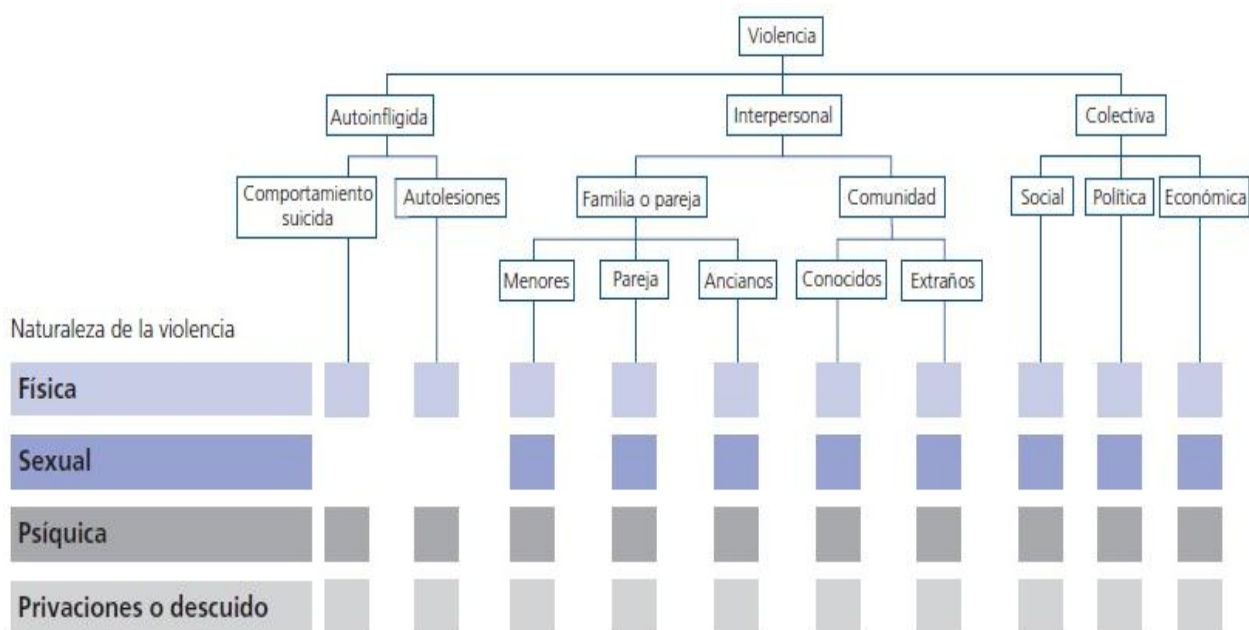 Violencia
Autoinfligida
Interpersonal
Colectiva
Comportamiento
suicida
Autolesiones
Familia o pareja
Comunidad
Social
Política
Económica
Menores
Pareja
Ancianos
Conocidos
Extraños
Naturaleza de la violencia
Física
Sexual
Psíquica
Privaciones o descuido